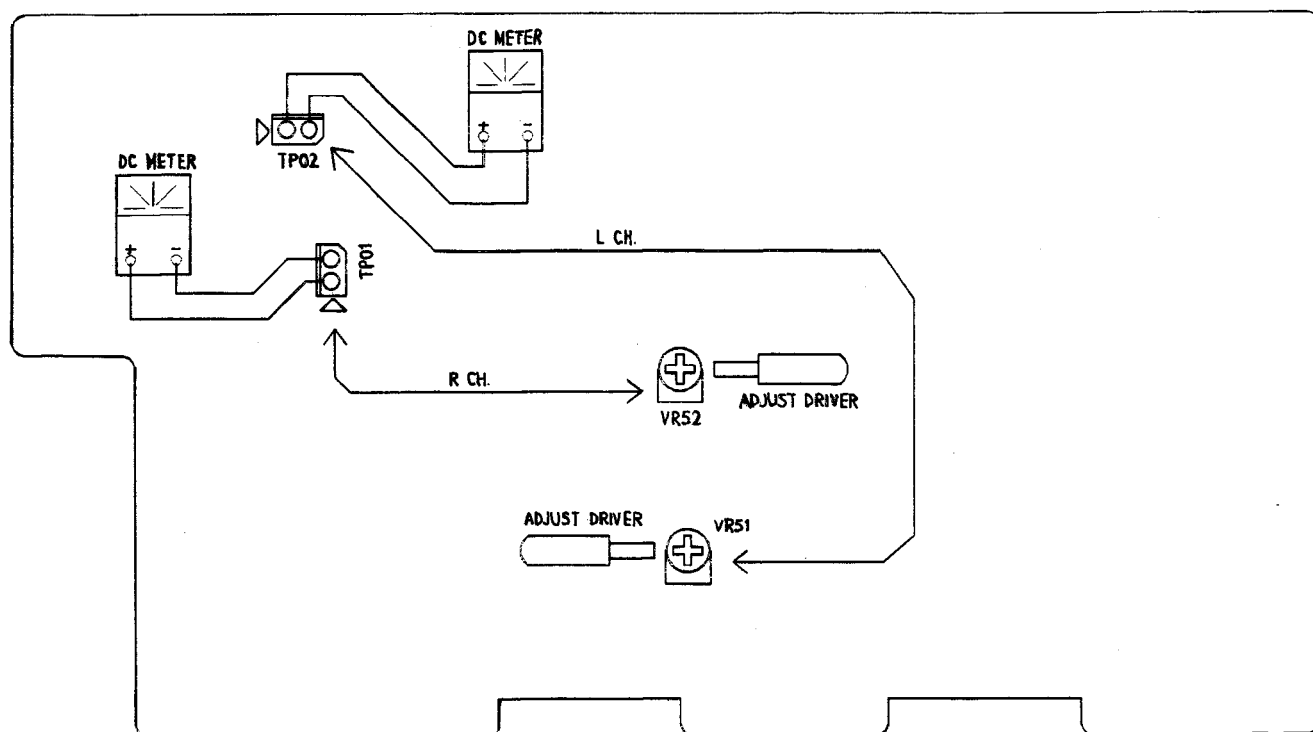 DC METER
+ -
TP02
DC METER
+ -
TP01
L CH.
R CH.
VR52
ADJUST DRIVER
ADJUST DRIVER
VR51